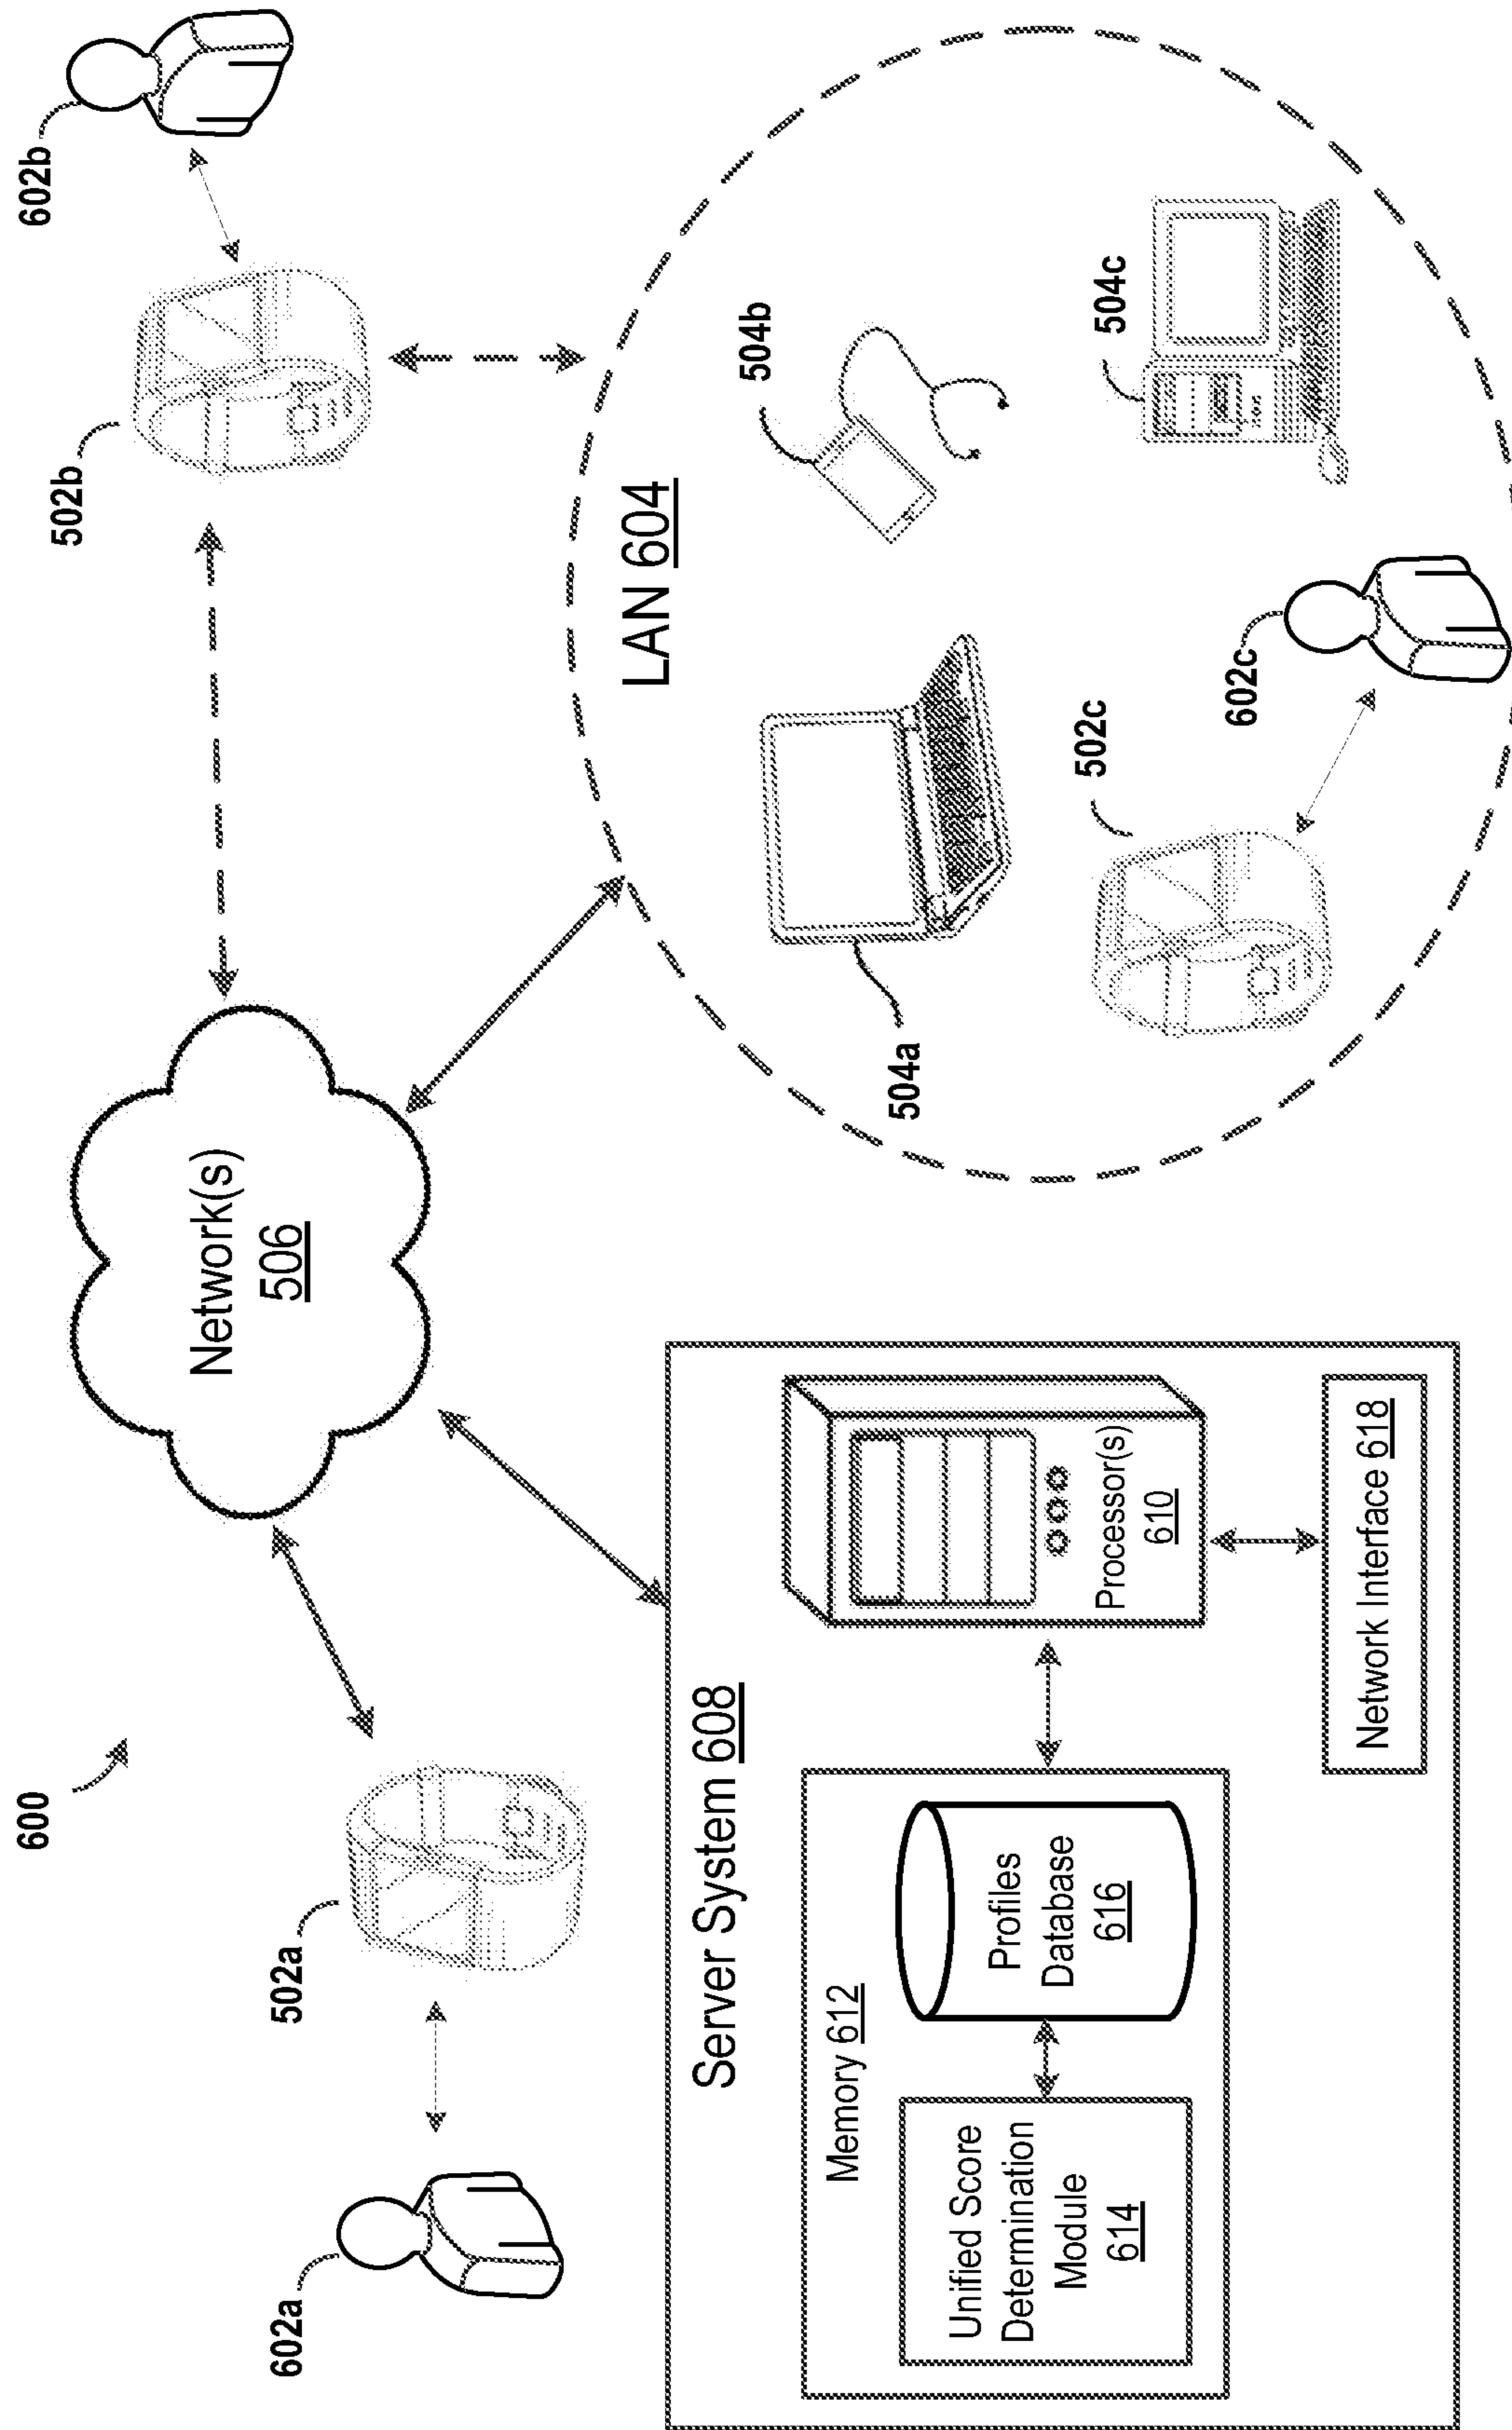 600
602a
502a
Network(s)
506
502b
602b
Server System 608
Memory 612
Unified Score
Determination
Module
614
Profiles
Database
616
Processor(s)
610
Network Interface 618
LAN 604
504a
504b
504c
502c
602c